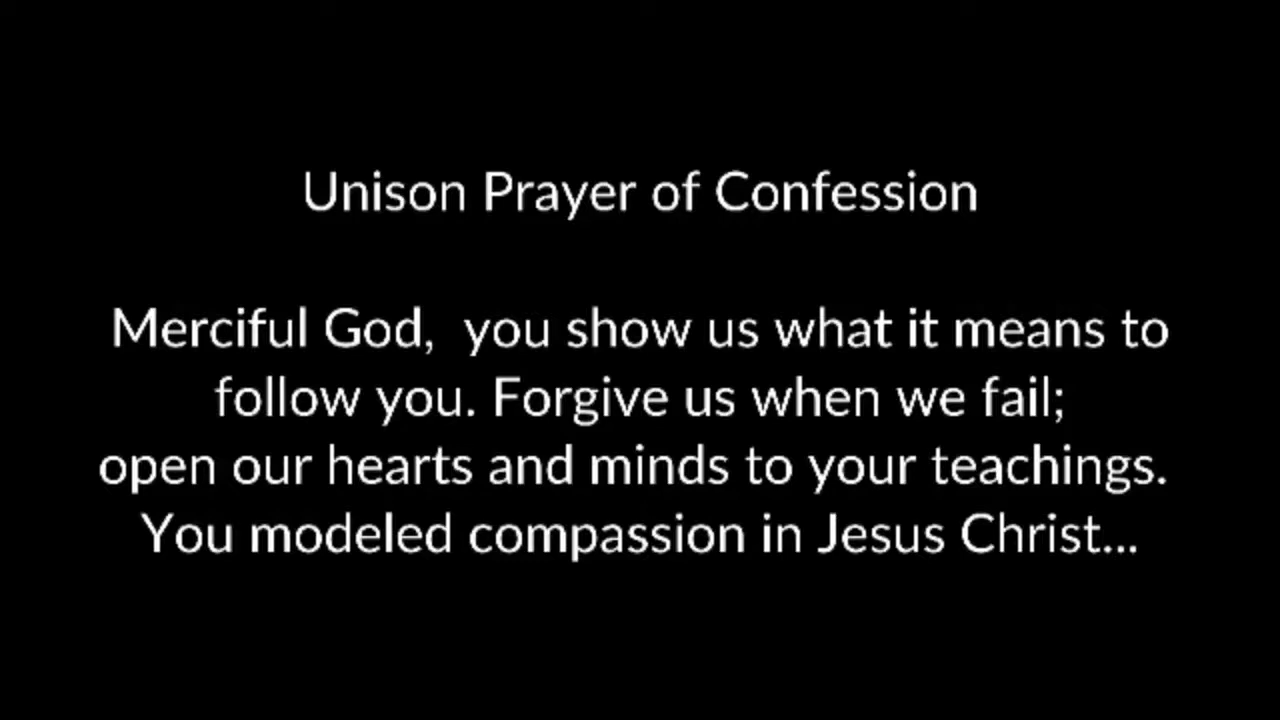 Unison Prayer of Confession
Merciful God,  you show us what it means to
follow you. Forgive us when we fail;
open our hearts and minds to your teachings.
You modeled compassion in Jesus Christ...